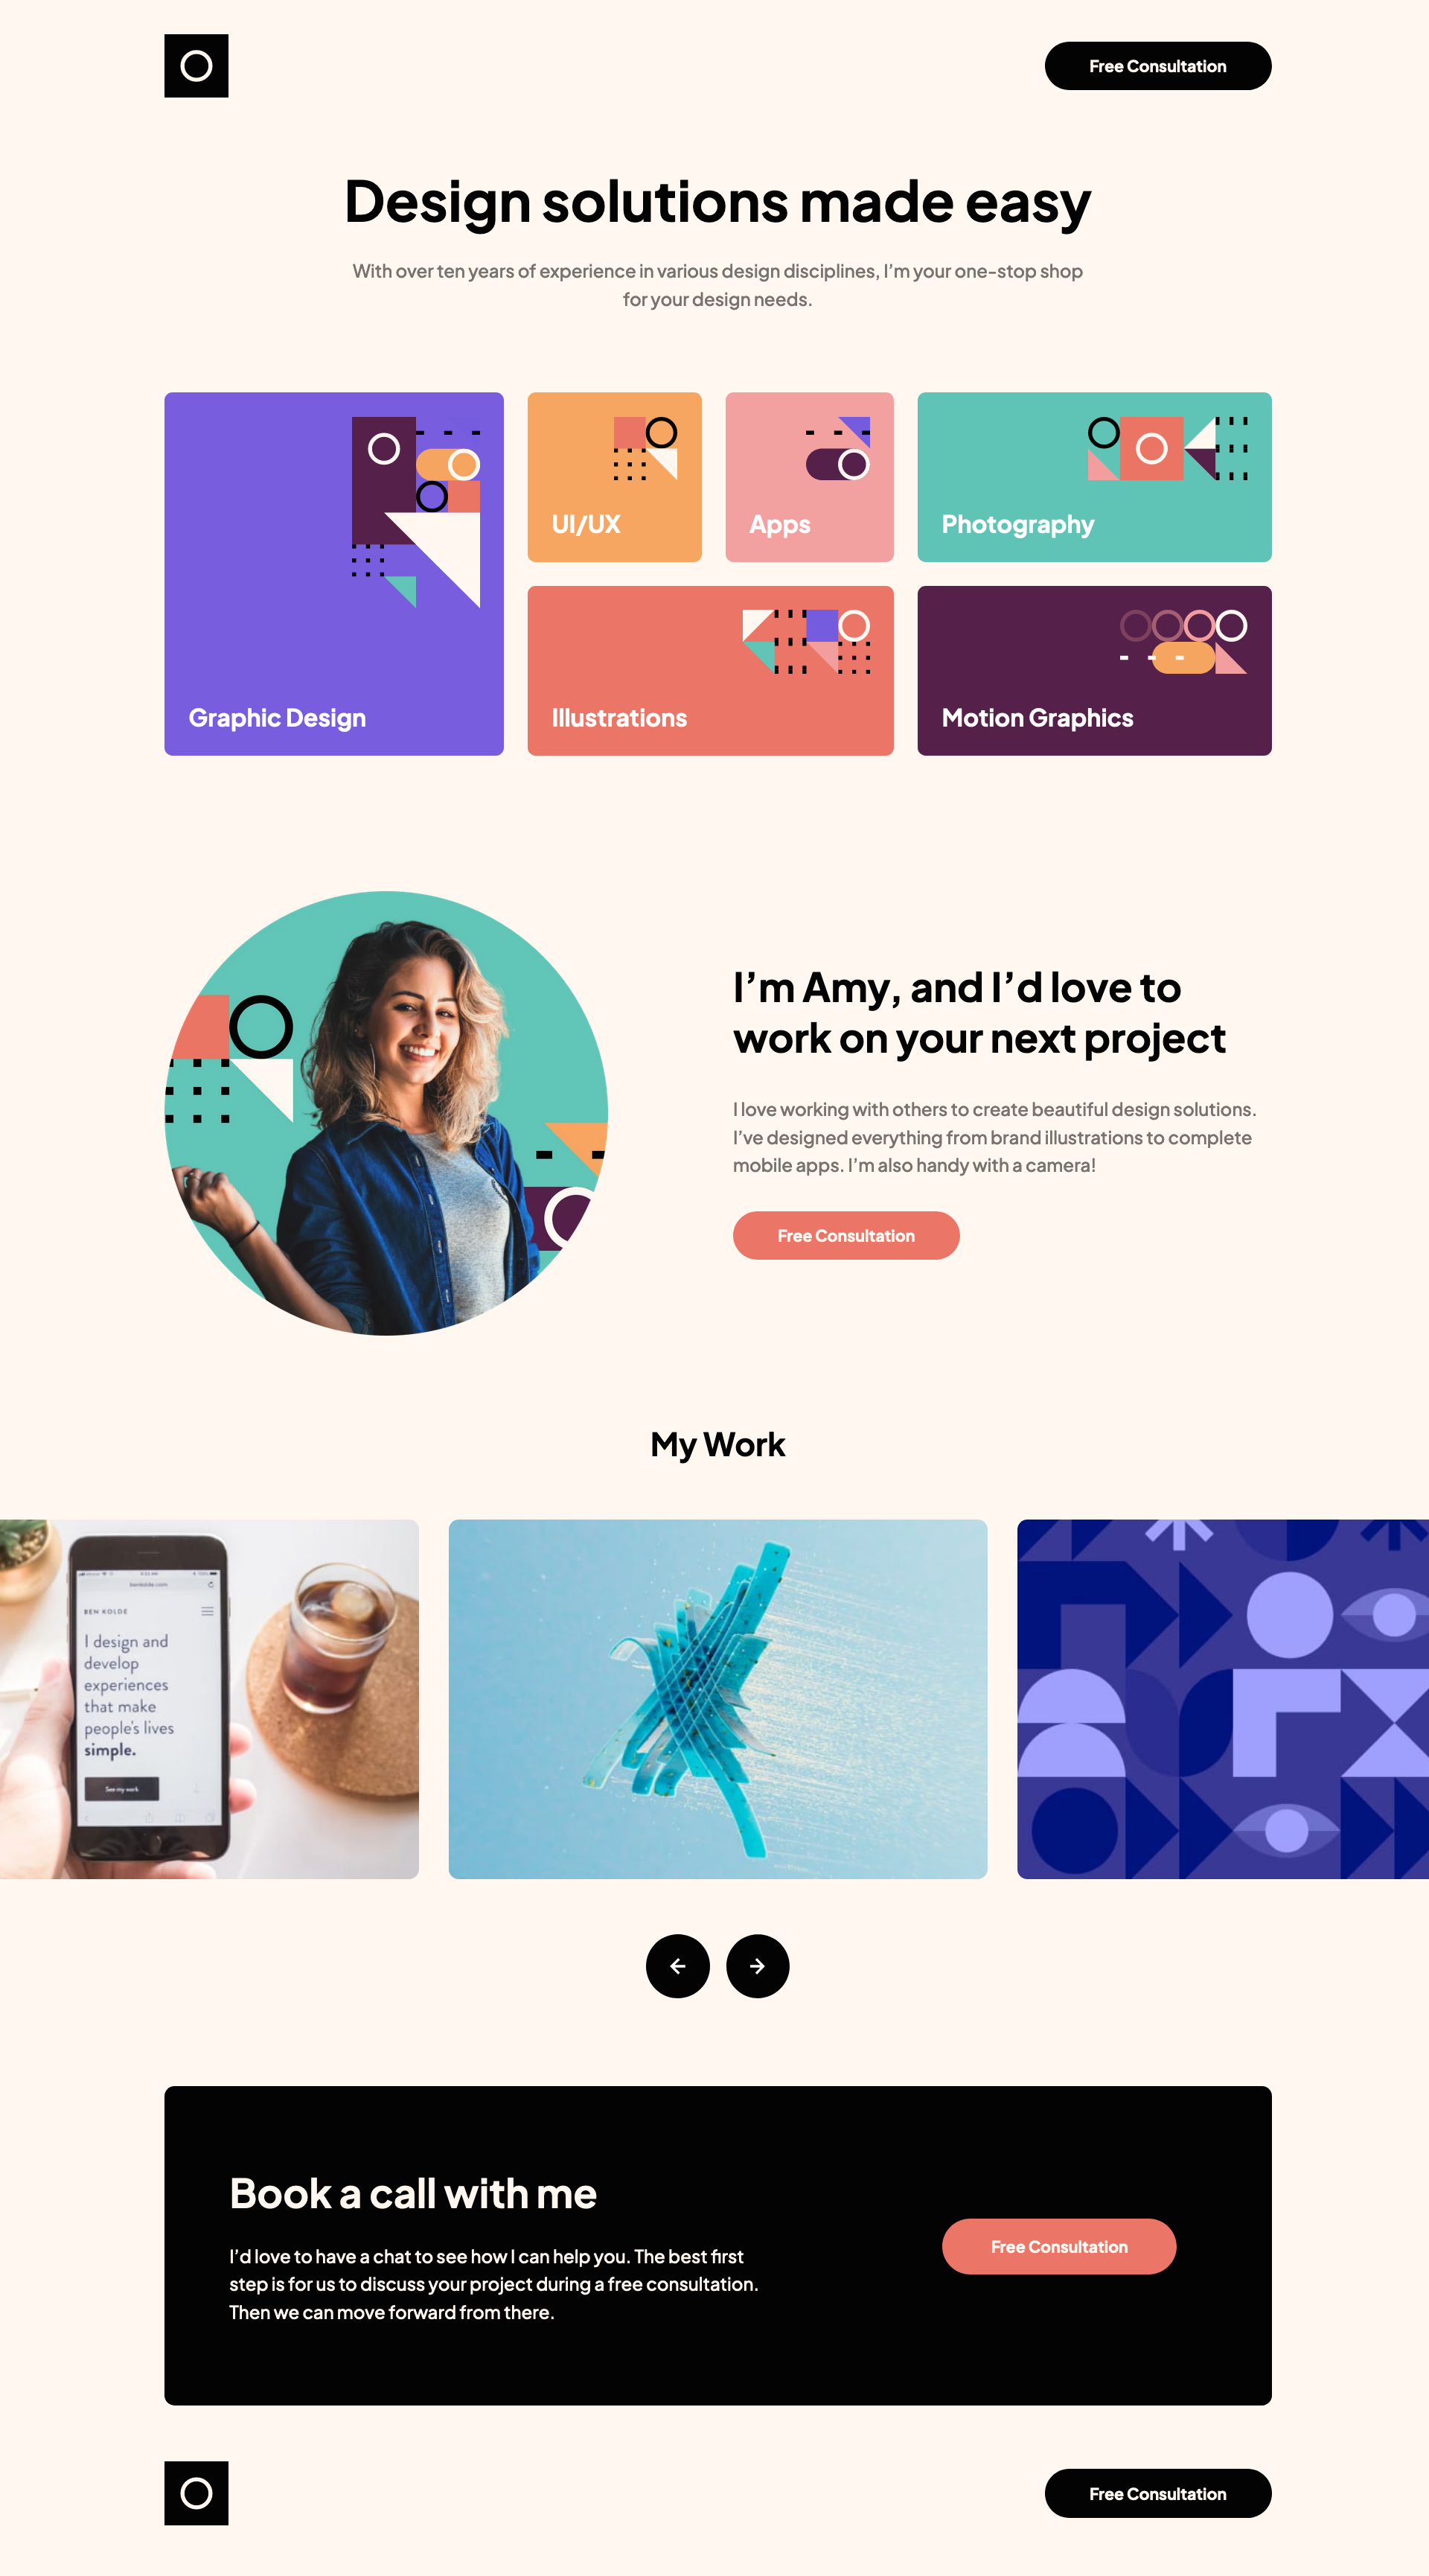 Free Consultation
Design solutions made easy
With over ten years of experience in various design disciplines, I’m your one-stop shop
for your design needs.
Graphic Design
UI/UX
Apps
Photography
Illustrations
Motion Graphics
I’m Amy, and I’d love to
work on your next project
I love working with others to create beautiful design solutions.
I’ve designed everything from brand illustrations to complete
mobile apps. I’m also handy with a camera!
Free Consultation
My Work
benkolde.com
BEN KOLDE
I design and
develop
experiences
that make
people's lives
simple.
See my work
Book a call with me
I’d love to have a chat to see how I can help you. The best first
step is for us to discuss your project during a free consultation.
Then we can move forward from there.
Free Consultation
Free Consultation